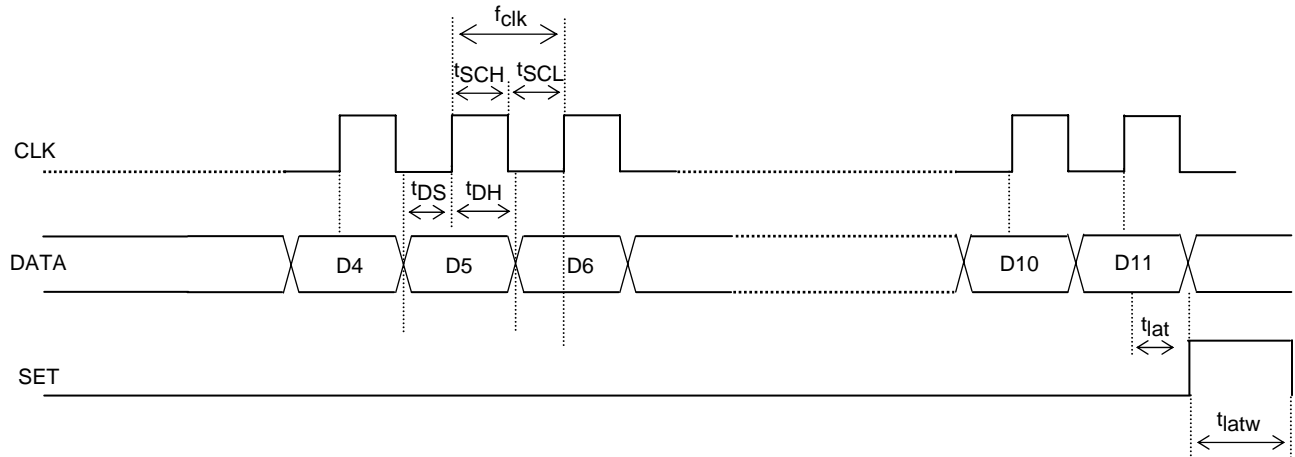 fclk
tSCH tSCL
CLK
tDS tDH
DATA D4 D5 D6 D10 D11
tlat
SET
tlatw